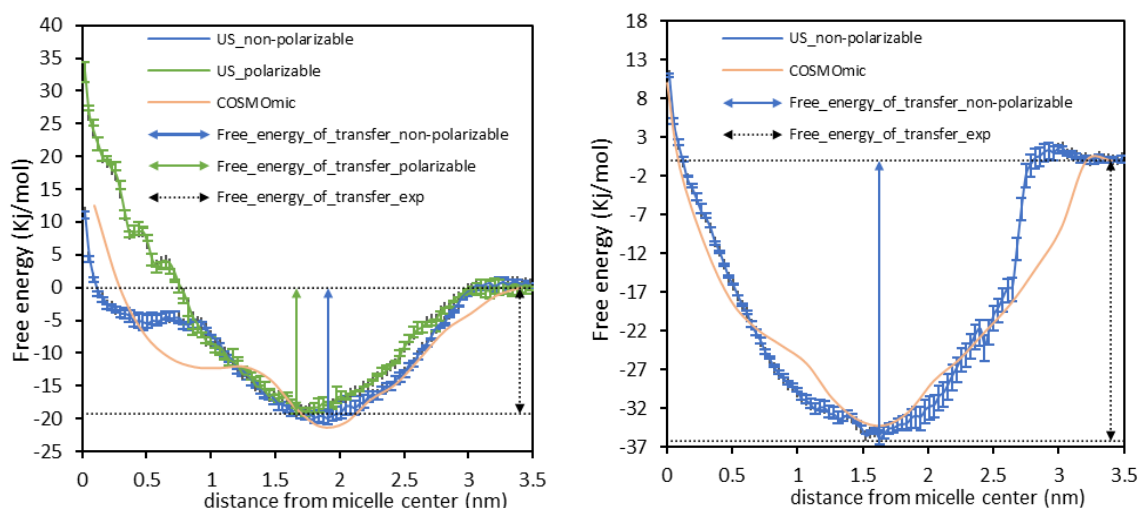 40
35
30
25
20
15
10
5
0
-5
-10
-15
-20
-25
Free energy (Kj/mol)
US_non-polarizable
US_polarizable
COSMOmic
Free_energy_of_transfer_non-polarizable
Free_energy_of_transfer_polarizable
Free_energy_of_transfer_exp
0 0.5 1 1.5 2 2.5 3 3.5
distance from micelle center (nm)
18
13
8
3
-2
-7
-12
-17
-22
-27
-32
-37
Free energy (Kj/mol)
US_non-polarizable
COSMOmic
Free_energy_of_transfer_non-polarizable
Free_energy_of_transfer_exp
0 0.5 1 1.5 2 2.5 3 3.5
distance from micelle center (nm)